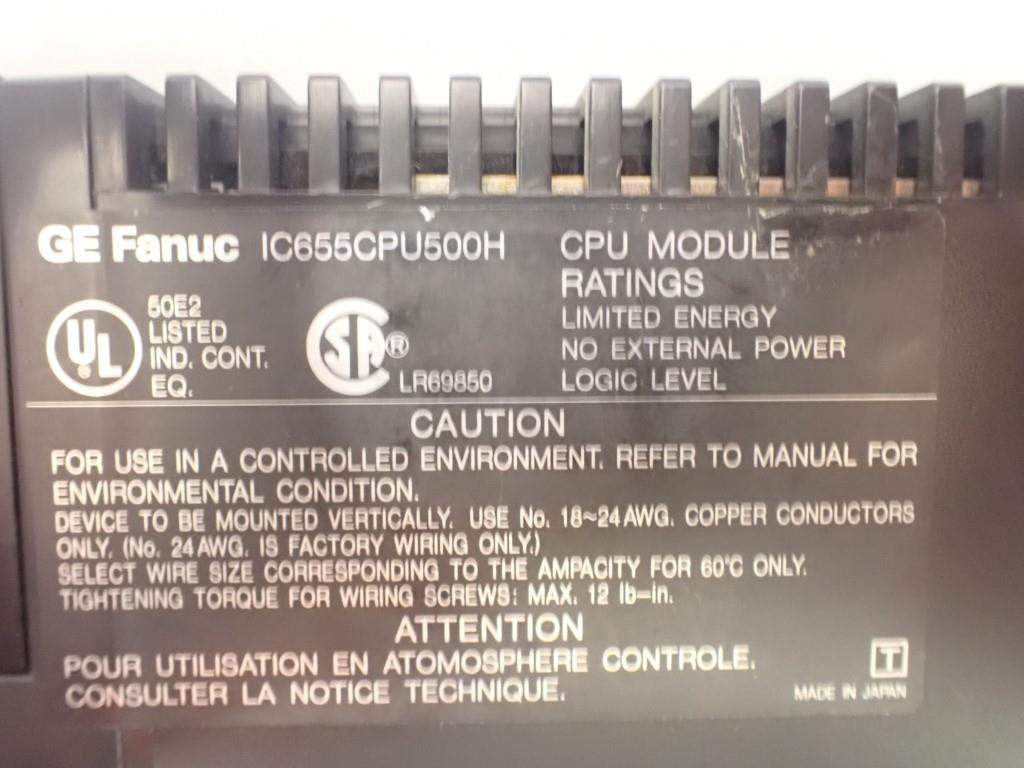 GE Fanuc IC655CPU500H CPU MODULE
RATINGS
LIMITED ENERGY
NO EXTERNAL POWER
LOGIC LEVEL
UL
50E2
LISTED
IND. CONT.
EQ.
SA®
LR69850
CAUTION
FOR USE IN A CONTROLLED ENVIRONMENT. REFER TO MANUAL FOR
ENVIRONMENTAL CONDITION.
DEVICE TO BE MOUNTED VERTICALLY. USE No. 18~24AWG. COPPER CONDUCTORS
ONLY. (No. 24AWG. IS FACTORY WIRING ONLY.)
SELECT WIRE SIZE CORRESPONDING TO THE AMPACITY FOR 60°C ONLY.
TIGHTENING TORQUE FOR WIRING SCREWS: MAX. 12 lb-in.
ATTENTION
POUR UTILISATION EN ATOMOSPHERE CONTROLE.
CONSULTER LA NOTICE TECHNIQUE.
T
MADE IN JAPAN